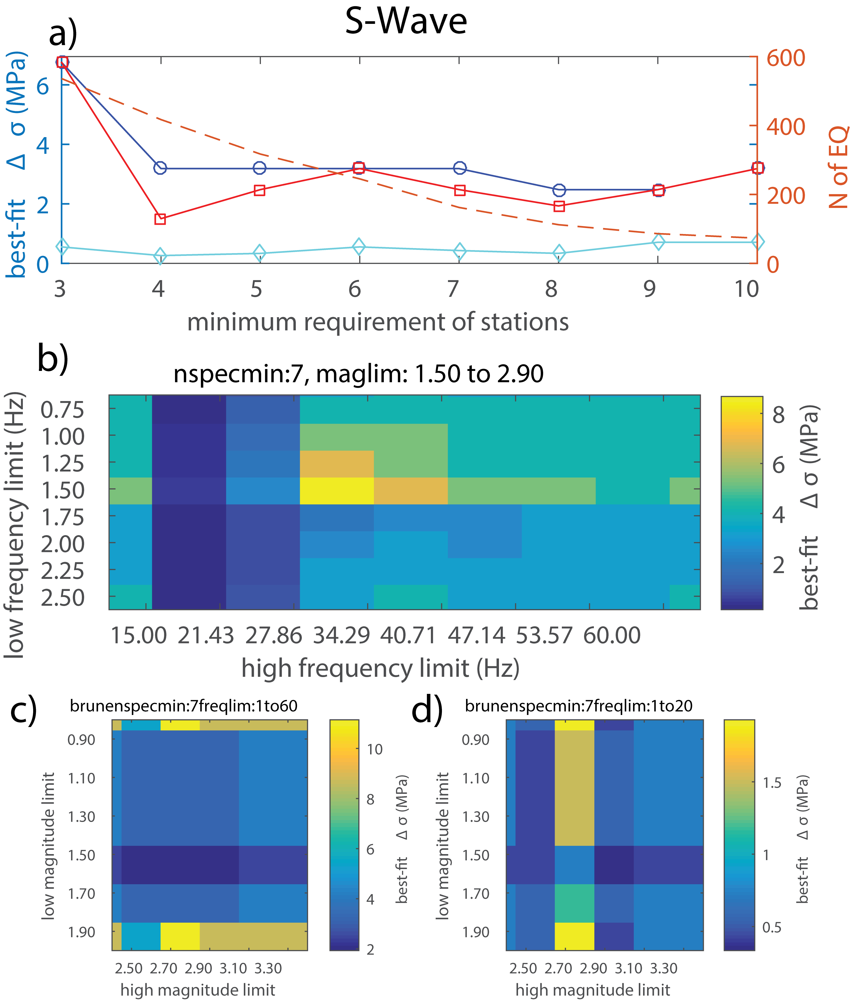 S-Wave
a)
best-fit Δ σ (MPa)
6
4
2
0
600
400
200
0
N of EQ
3 4 5 6 7 8 9 10
minimum requirement of stations
b)
nspecmin:7, maglim: 1.50 to 2.90
low frequency limit (Hz)
0.75
1.00
1.25
1.50
1.75
2.00
2.25
2.50
15.00 21.43 27.86 34.29 40.71 47.14 53.57 60.00
high frequency limit (Hz)
8
6
4
2
best-fit Δ σ (MPa)
c)
brunenspecmin:7freqlim:1to60
low magnitude limit
0.90
1.10
1.30
1.50
1.70
1.90
2.50 2.70 2.90 3.10 3.30
high magnitude limit
10
8
6
4
2
best-fit Δ σ (MPa)
d)
brunenspecmin:7freqlim:1to20
low magnitude limit
0.90
1.10
1.30
1.50
1.70
1.90
2.50 2.70 2.90 3.10 3.30
high magnitude limit
1.5
1
0.5
best-fit Δ σ (MPa)